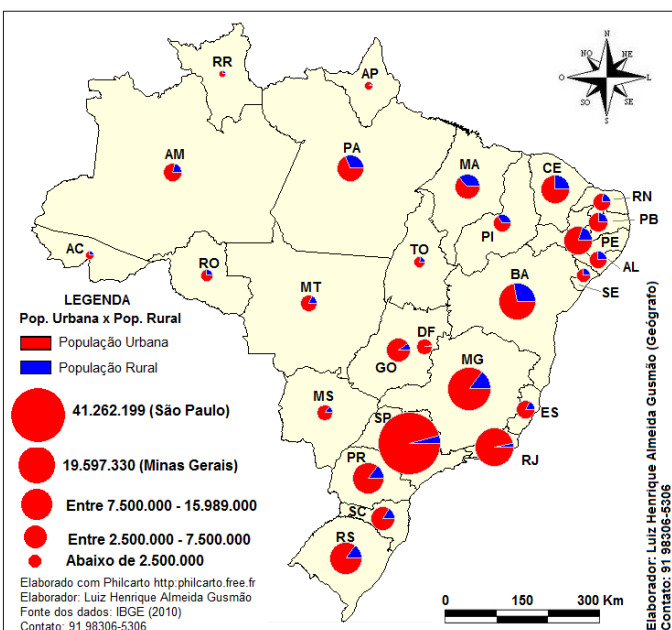 RR
AP
N
NO
NE
O
L
SO
SE
S
AM
PA
MA
CE
RN
PB
PI
PE
AC
TO
AL
RO
SE
BA
MT
LEGENDA
Pop. Urbana x Pop. Rural
População Urbana
População Rural
DF
GO
MG
MS
ES
SP
41.262.199 (São Paulo)
RJ
19.597.330 (Minas Gerais)
PR
Entre 7.500.000 - 15.989.000
SC
Entre 2.500.000 - 7.500.000
RS
Abaixo de 2.500.000
Elaborado com Philcarto http:philcarto.free.fr
Elaborador: Luiz Henrique Almeida Gusmão
Fonte dos dados: IBGE (2010)
Contato: 91 98306-5306
0 150 300 Km
Elaborador: Luiz Henrique Almeida Gusmão (Geógrafo)
Contato: 91 98306-5306